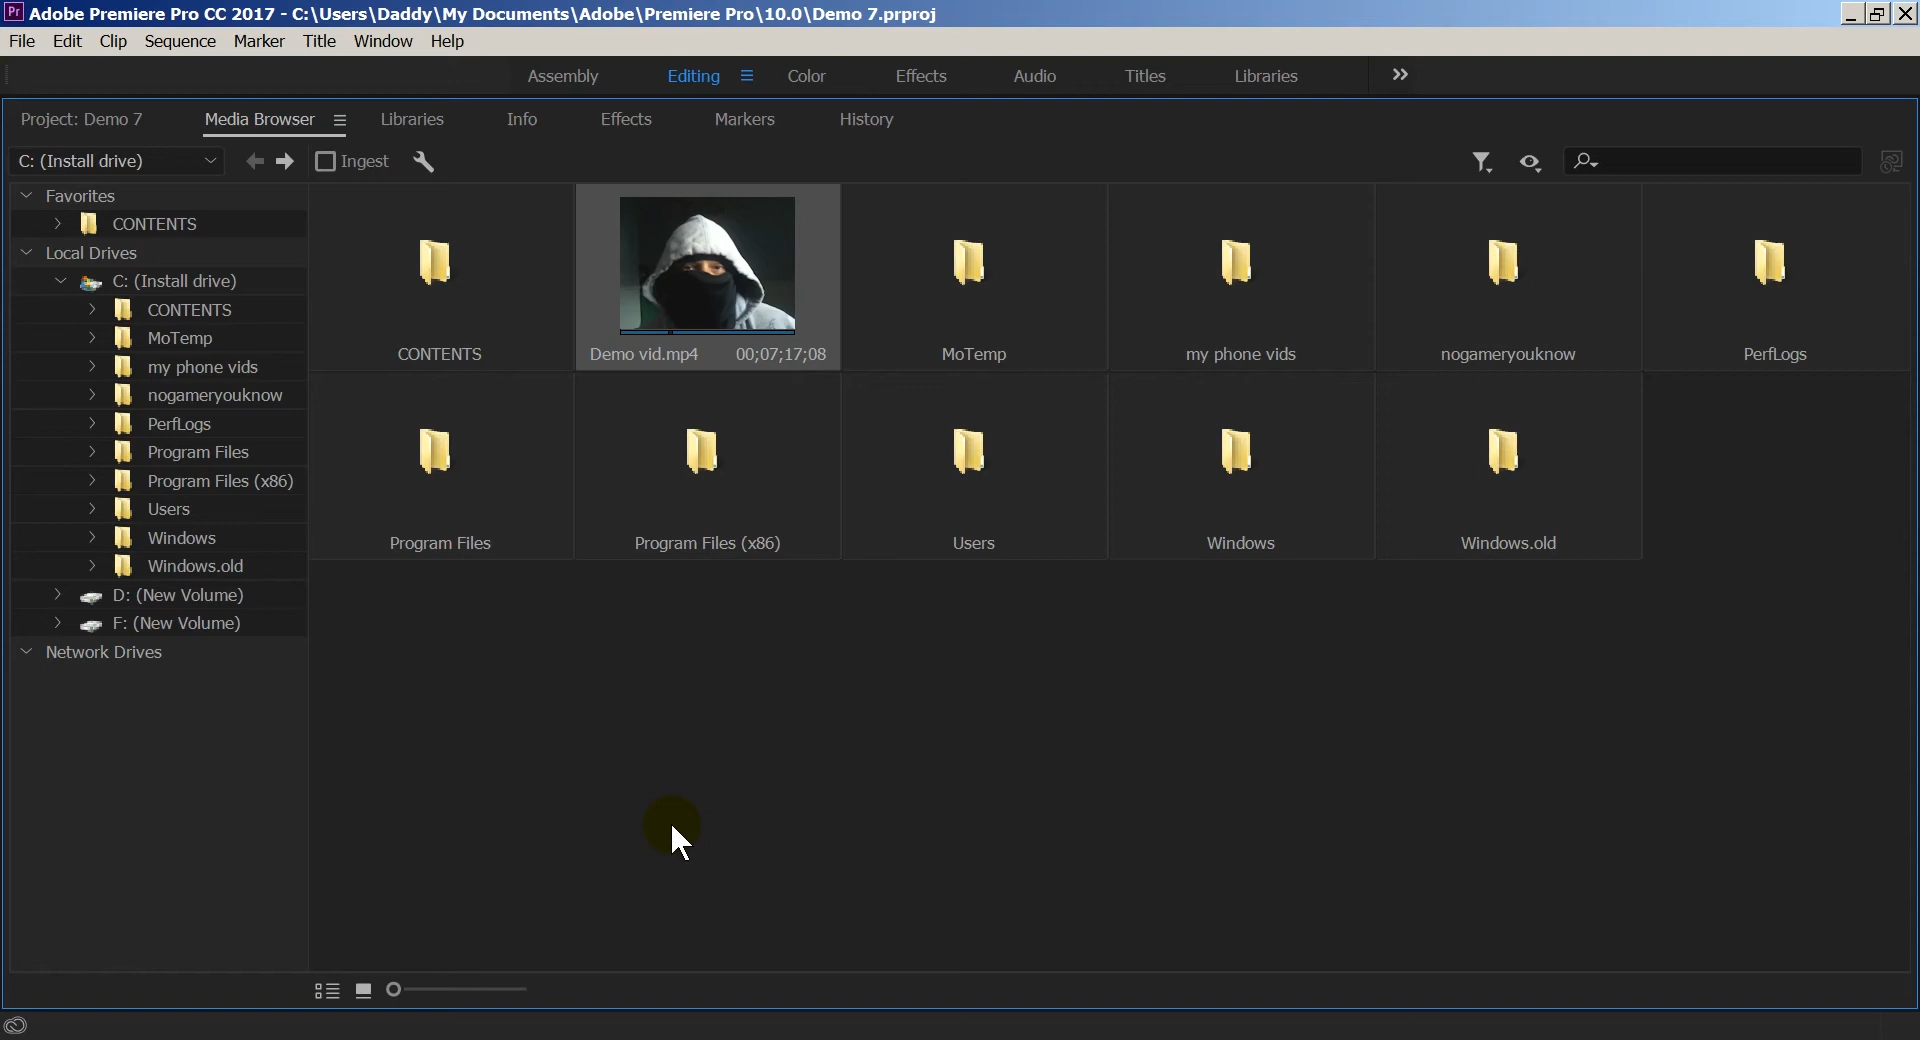 Pr Adobe Premiere Pro CC 2017 - C:\Users\Daddy\My Documents\Adobe\Premiere Pro\10.0\Demo 7.prproj
File Edit Clip Sequence Marker Title Window Help
Assembly Editing Color Effects Audio Titles Libraries
Project: Demo 7 Media Browser Libraries Info Effects Markers History
C: (Install drive) Ingest
Favorites
CONTENTS
Local Drives
C: (Install drive)
CONTENTS
MoTemp
my phone vids
nogameryouknow
PerfLogs
Program Files
Program Files (x86)
Users
Windows
Windows.old
D: (New Volume)
F: (New Volume)
Network Drives
CONTENTS Demo vid.mp4 00;07;17;08 MoTemp my phone vids nogameryouknow PerfLogs
Program Files Program Files (x86) Users Windows Windows.old